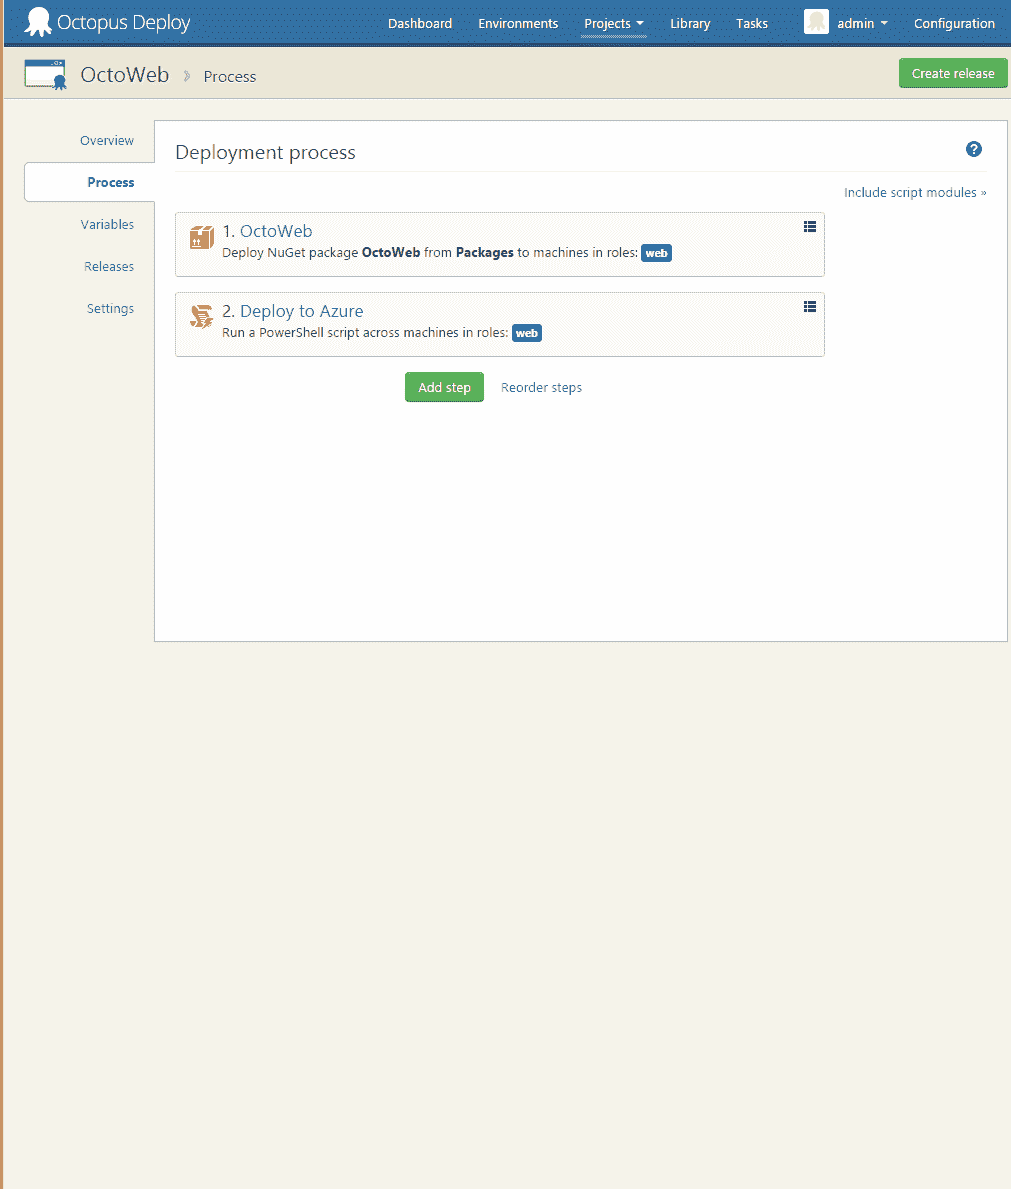 Octopus Deploy
Dashboard Environments Projects Library Tasks admin Configuration
OctoWeb » Process
Create release
Overview
Process
Variables
Releases
Settings
Deployment process
?
Include script modules »
1. OctoWeb
Deploy NuGet package OctoWeb from Packages to machines in roles: web
2. Deploy to Azure
Run a PowerShell script across machines in roles: web
Add step Reorder steps